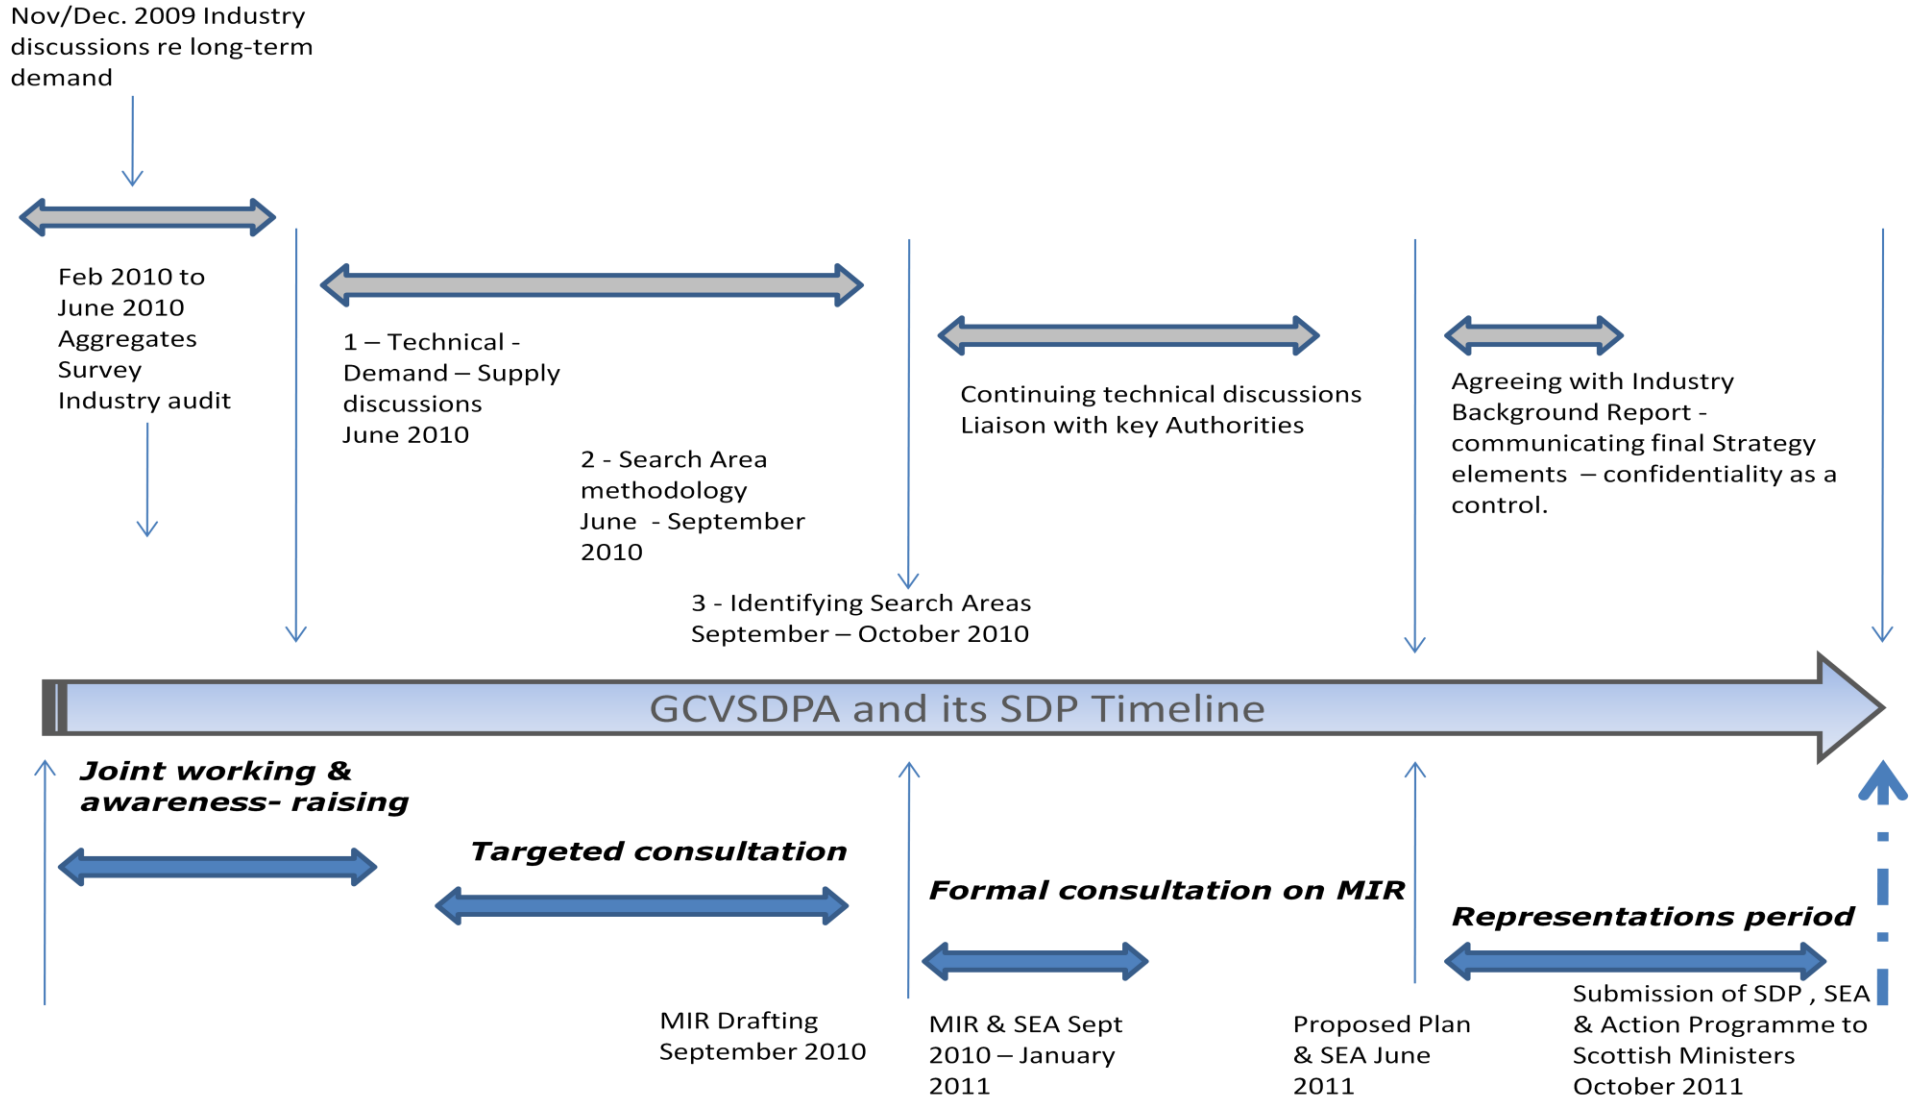 Nov/Dec. 2009 Industry
discussions re long-term
demand
Feb 2010 to
June 2010
Aggregates
Survey
Industry audit
1 – Technical -
Demand – Supply
discussions
June 2010
2 - Search Area
methodology
June  - September
2010
3 - Identifying Search Areas
September – October 2010
Continuing technical discussions
Liaison with key Authorities
Agreeing with Industry
Background Report -
communicating final Strategy
elements  – confidentiality as a
control.
GCVSDPA and its SDP Timeline
Joint working &
awareness- raising
Targeted consultation
Formal consultation on MIR
Representations period
MIR Drafting
September 2010
MIR & SEA Sept
2010 – January
2011
Proposed Plan
& SEA June
2011
Submission of SDP , SEA
& Action Programme to
Scottish Ministers
October 2011